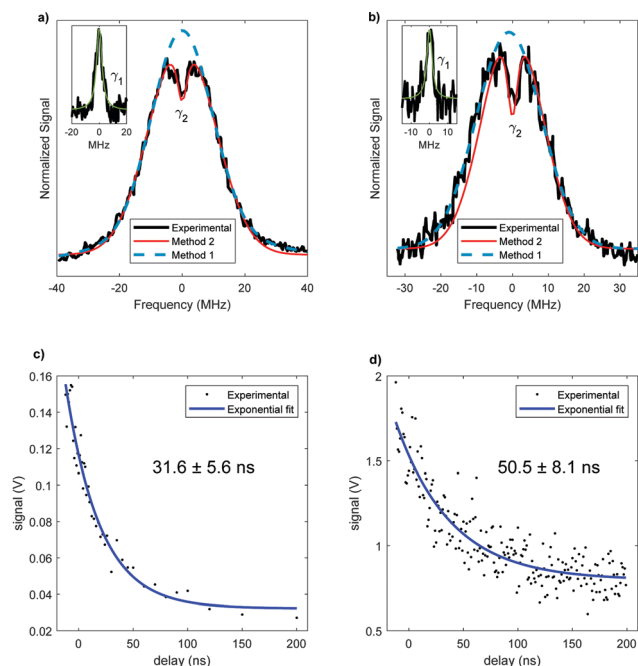 a)
Normalized Signal
γ1
-20 0 20
MHz
γ2
Experimental
Method 2
Method 1
-40 -20 0 20 40
Frequency (MHz)
b)
Normalized Signal
γ1
-10 0 10
MHz
γ2
Experimental
Method 2
Method 1
-30 -20 -10 0 10 20 30
Frequency (MHz)
c)
0.16
0.14
0.12
0.1
0.08
0.06
0.04
0.02
signal (V)
Experimental
Exponential fit
31.6 ± 5.6 ns
0 50 100 150 200
delay (ns)
d)
2
1.5
1
0.5
signal (V)
Experimental
Exponential fit
50.5 ± 8.1 ns
0 50 100 150 200
delay (ns)